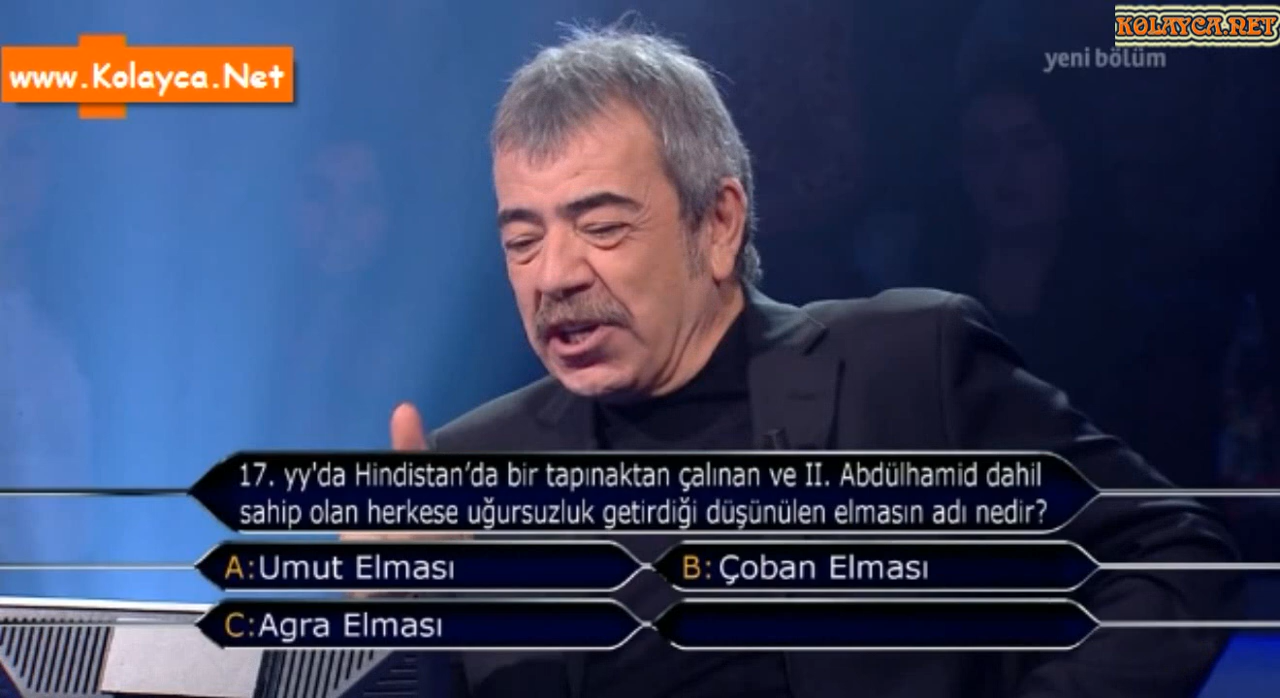 KOLAYCA.NET
www.Kolayca.Net
yeni bölüm
17. yy'da Hindistan'da bir tapınaktan çalınan ve II. Abdülhamid dahil
sahip olan herkese uğursuzluk getirdiği düşünülen elmasın adı nedir?
A:Umut Elması
B:Çoban Elması
C:Agra Elması